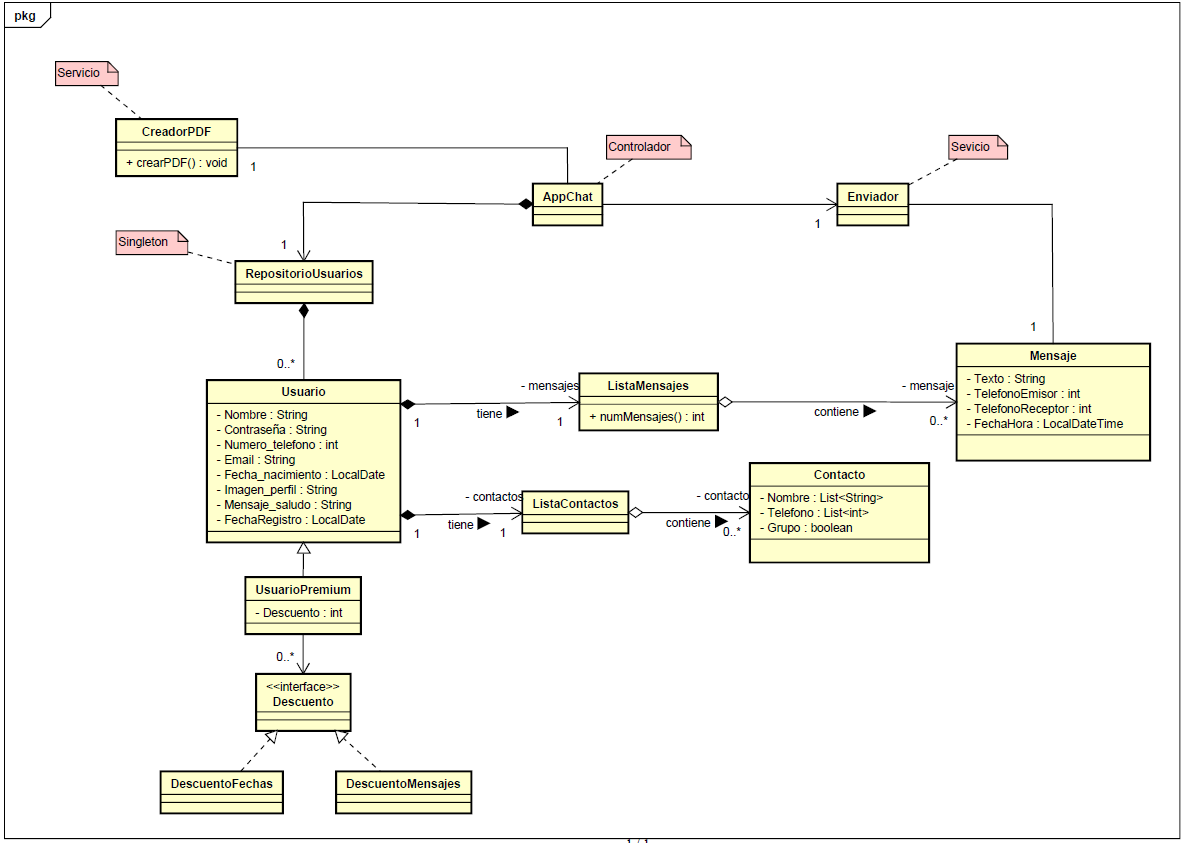 pkg
Servicio
CreadorPDF
+ crearPDF() : void
1
Controlador
AppChat
Sevicio
Enviador
1
Singleton
1
RepositorioUsuarios
0..*
1
Usuario
- Nombre : String
- Contraseña : String
- Numero_telefono : int
- Email : String
- Fecha_nacimiento : LocalDate
- Imagen_perfil : String
- Mensaje_saludo : String
- FechaRegistro : LocalDate
- mensajes
tiene
1
1
ListaMensajes
+ numMensajes() : int
- mensaje
contiene
0..*
Mensaje
- Texto : String
- TelefonoEmisor : int
- TelefonoReceptor : int
- FechaHora : LocalDateTime
- contactos
tiene
1
1
ListaContactos
- contacto
contiene
0..*
Contacto
- Nombre : List<String>
- Telefono : List<int>
- Grupo : boolean
UsuarioPremium
- Descuento : int
0..*
<<interface>>
Descuento
DescuentoFechas
DescuentoMensajes
1 / 1